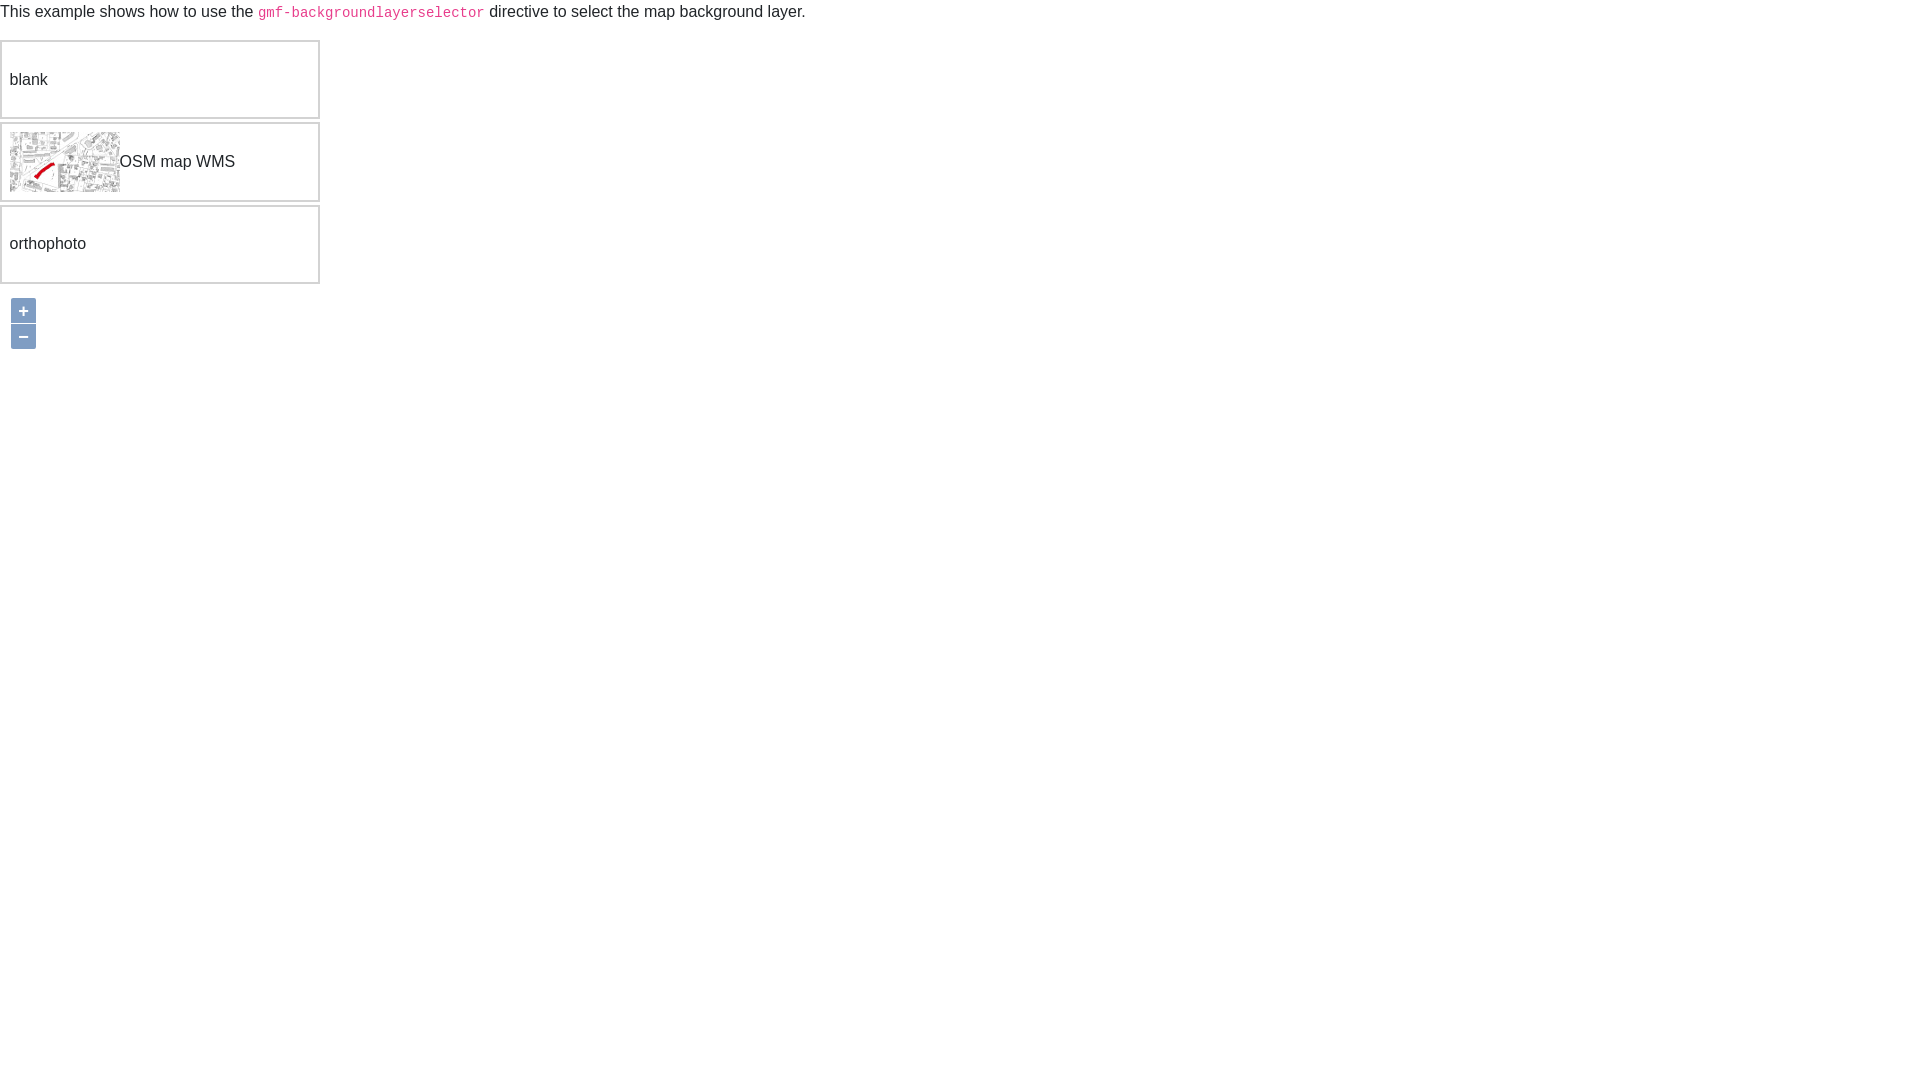 This example shows how to use the gmf-backgroundlayerselector directive to select the map background layer.
blank
OSM map WMS
orthophoto
+
−